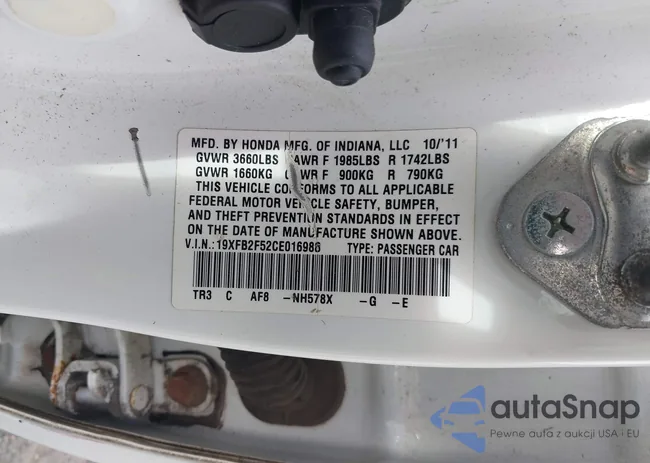 MFD. BY HONDA MFG. OF INDIANA, LLC 10/'11
GVWR 3660LBS GAWR F 1985LBS R 1742LBS
GVWR 1660KG GAWR F 900KG R 790KG
THIS VEHICLE CONFORMS TO ALL APPLICABLE
FEDERAL MOTOR VEHICLE SAFETY, BUMPER,
AND THEFT PREVENTION STANDARDS IN EFFECT
ON THE DATE OF MANUFACTURE SHOWN ABOVE.
V.I.N.: 19XFB2F52CE016986 TYPE: PASSENGER CAR
TR3 C AF8 -NH578X -G -E
autaSnap
Pewne auta z aukcji USA · EU